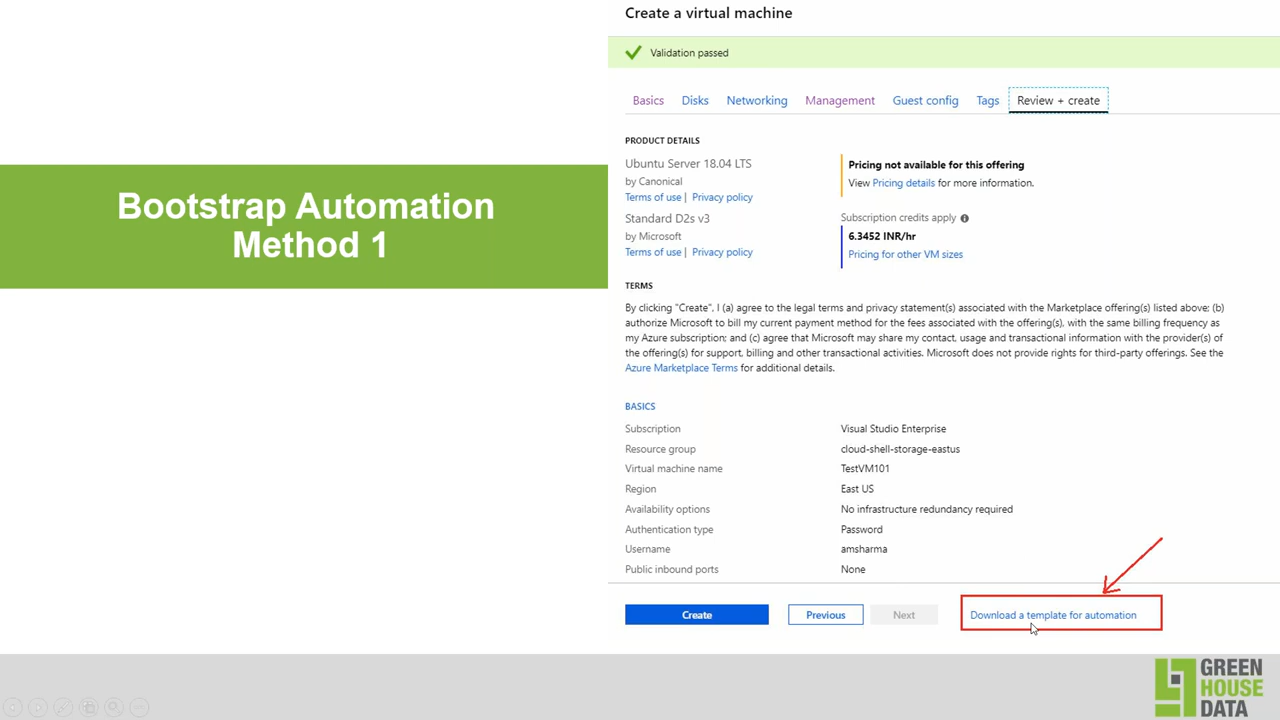 Bootstrap Automation
Method 1
Create a virtual machine
Validation passed
Basics Disks Networking Management Guest config Tags Review + create
PRODUCT DETAILS
Ubuntu Server 18.04 LTS
by Canonical
Terms of use | Privacy policy
Pricing not available for this offering
View Pricing details for more information.
Standard D2s v3
by Microsoft
Terms of use | Privacy policy
Subscription credits apply
6.3452 INR/hr
Pricing for other VM sizes
TERMS
By clicking "Create", I (a) agree to the legal terms and privacy statement(s) associated with the Marketplace offering(s) listed above; (b)
authorize Microsoft to bill my current payment method for the fees associated with the offering(s), with the same billing frequency as
my Azure subscription; and (c) agree that Microsoft may share my contact, usage and transactional information with the provider(s) of
the offering(s) for support, billing and other transactional activities. Microsoft does not provide rights for third-party offerings. See the
Azure Marketplace Terms for additional details.
BASICS
Subscription Visual Studio Enterprise
Resource group cloud-shell-storage-eastus
Virtual machine name TestVM101
Region East US
Availability options No infrastructure redundancy required
Authentication type Password
Username amsharma
Public inbound ports None
Create Previous Next Download a template for automation
GREEN
HOUSE
DATA